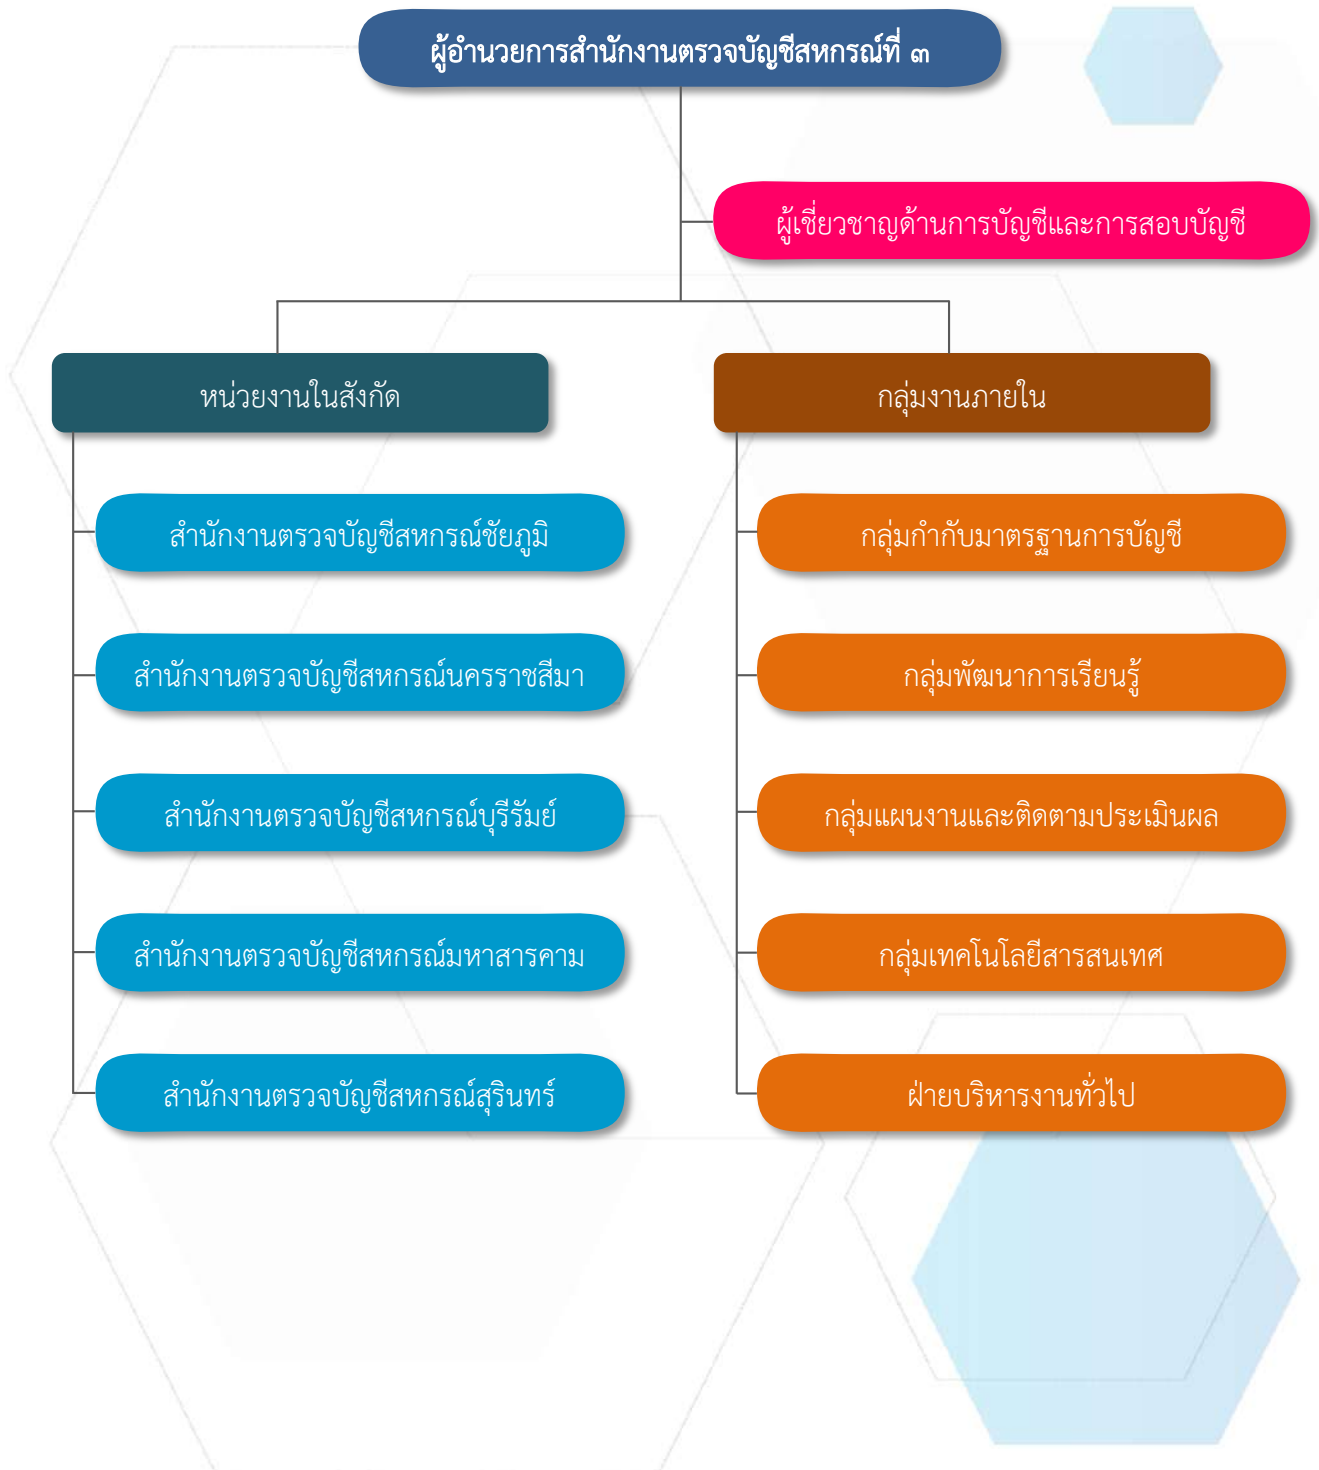 ผู้อำนวยการสำนักงานตรวจบัญชีสหกรณ์ที่ ๓
ผู้เชี่ยวชาญด้านการบัญชีและการสอบบัญชี
หน่วยงานในสังกัด
สำนักงานตรวจบัญชีสหกรณ์ชัยภูมิ
สำนักงานตรวจบัญชีสหกรณ์นครราชสีมา
สำนักงานตรวจบัญชีสหกรณ์บุรีรัมย์
สำนักงานตรวจบัญชีสหกรณ์มหาสารคาม
สำนักงานตรวจบัญชีสหกรณ์สุรินทร์
กลุ่มงานภายใน
กลุ่มกำกับมาตรฐานการบัญชี
กลุ่มพัฒนาการเรียนรู้
กลุ่มแผนงานและติดตามประเมินผล
กลุ่มเทคโนโลยีสารสนเทศ
ฝ่ายบริหารงานทั่วไป